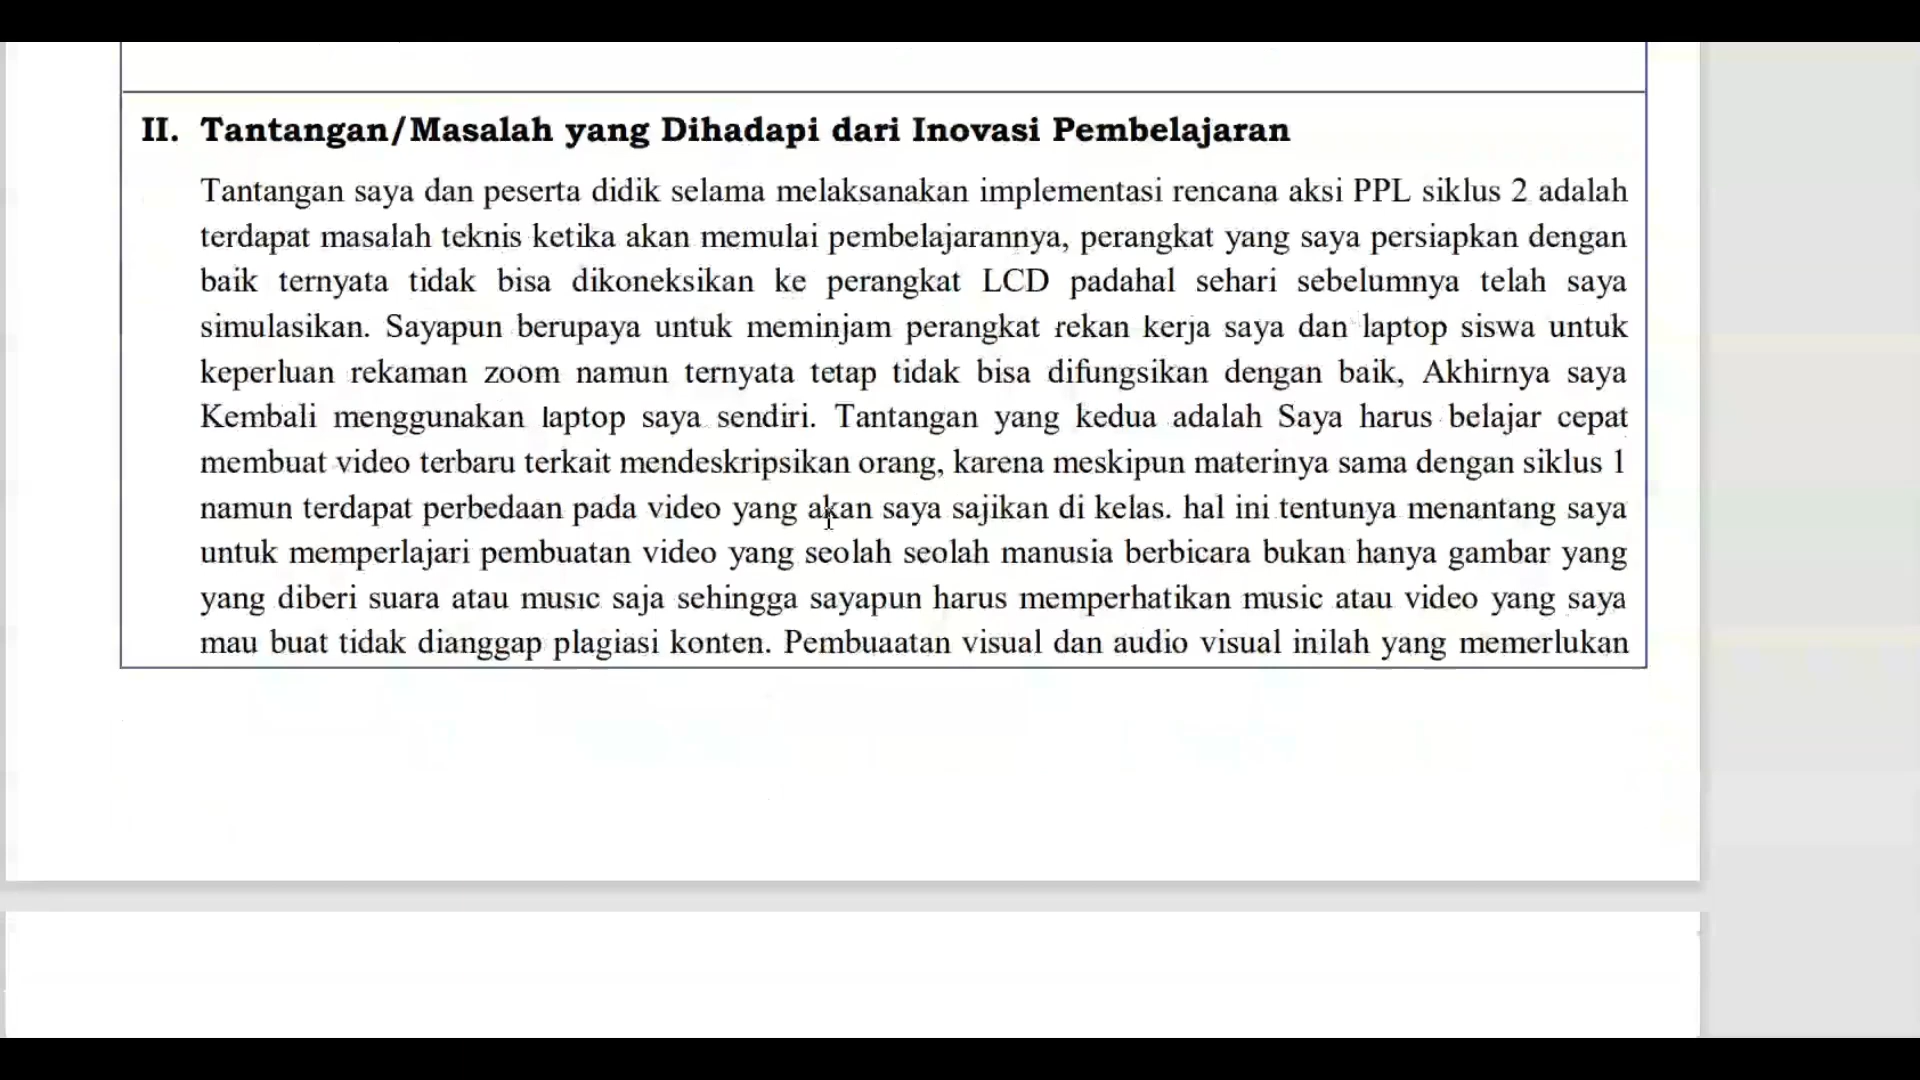 II. Tantangan/Masalah yang Dihadapi dari Inovasi Pembelajaran
Tantangan saya dan peserta didik selama melaksanakan implementasi rencana aksi PPL siklus 2 adalah
terdapat masalah teknis ketika akan memulai pembelajarannya, perangkat yang saya persiapkan dengan
baik ternyata tidak bisa dikoneksikan ke perangkat LCD padahal sehari sebelumnya telah saya
simulasikan. Sayapun berupaya untuk meminjam perangkat rekan kerja saya dan laptop siswa untuk
keperluan rekaman zoom namun ternyata tetap tidak bisa difungsikan dengan baik, Akhirnya saya
Kembali menggunakan laptop saya sendiri. Tantangan yang kedua adalah Saya harus belajar cepat
membuat video terbaru terkait mendeskripsikan orang, karena meskipun materinya sama dengan siklus 1
namun terdapat perbedaan pada video yang akan saya sajikan di kelas. hal ini tentunya menantang saya
untuk memperlajari pembuatan video yang seolah seolah manusia berbicara bukan hanya gambar yang
yang diberi suara atau music saja sehingga sayapun harus memperhatikan music atau video yang saya
mau buat tidak dianggap plagiasi konten. Pembuaatan visual dan audio visual inilah yang memerlukan